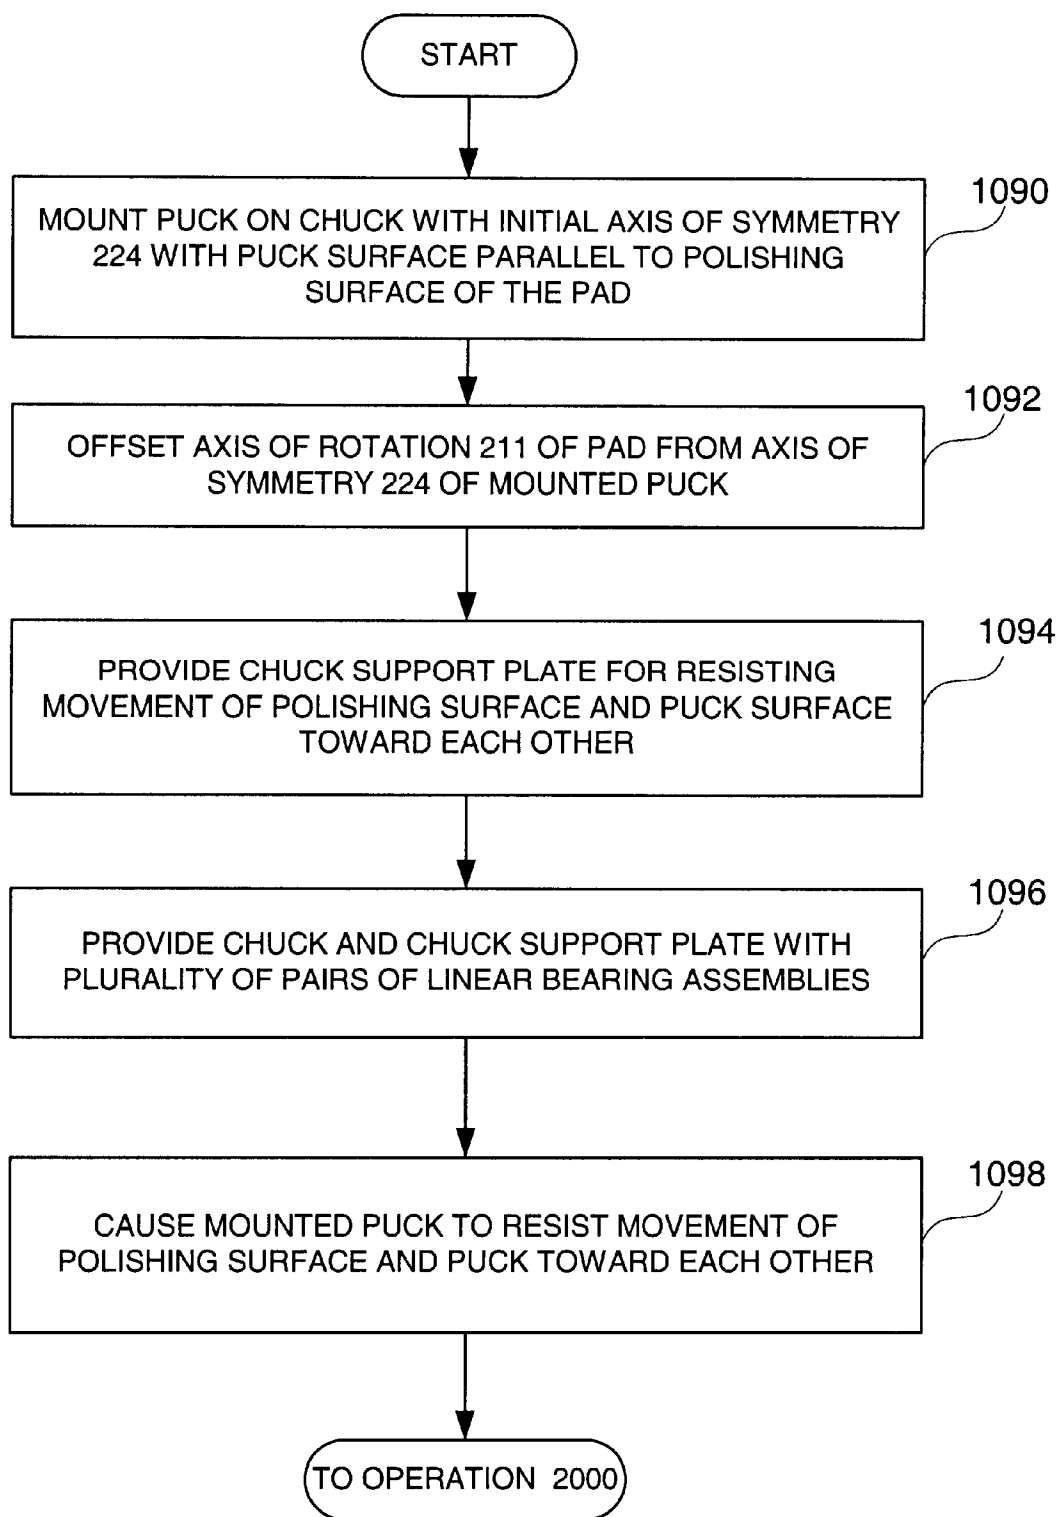 START
1090
MOUNT PUCK ON CHUCK WITH INITIAL AXIS OF SYMMETRY
224 WITH PUCK SURFACE PARALLEL TO POLISHING
SURFACE OF THE PAD
1092
OFFSET AXIS OF ROTATION 211 OF PAD FROM AXIS OF
SYMMETRY 224 OF MOUNTED PUCK
1094
PROVIDE CHUCK SUPPORT PLATE FOR RESISTING
MOVEMENT OF POLISHING SURFACE AND PUCK SURFACE
TOWARD EACH OTHER
1096
PROVIDE CHUCK AND CHUCK SUPPORT PLATE WITH
PLURALITY OF PAIRS OF LINEAR BEARING ASSEMBLIES
1098
CAUSE MOUNTED PUCK TO RESIST MOVEMENT OF
POLISHING SURFACE AND PUCK TOWARD EACH OTHER
TO OPERATION 2000